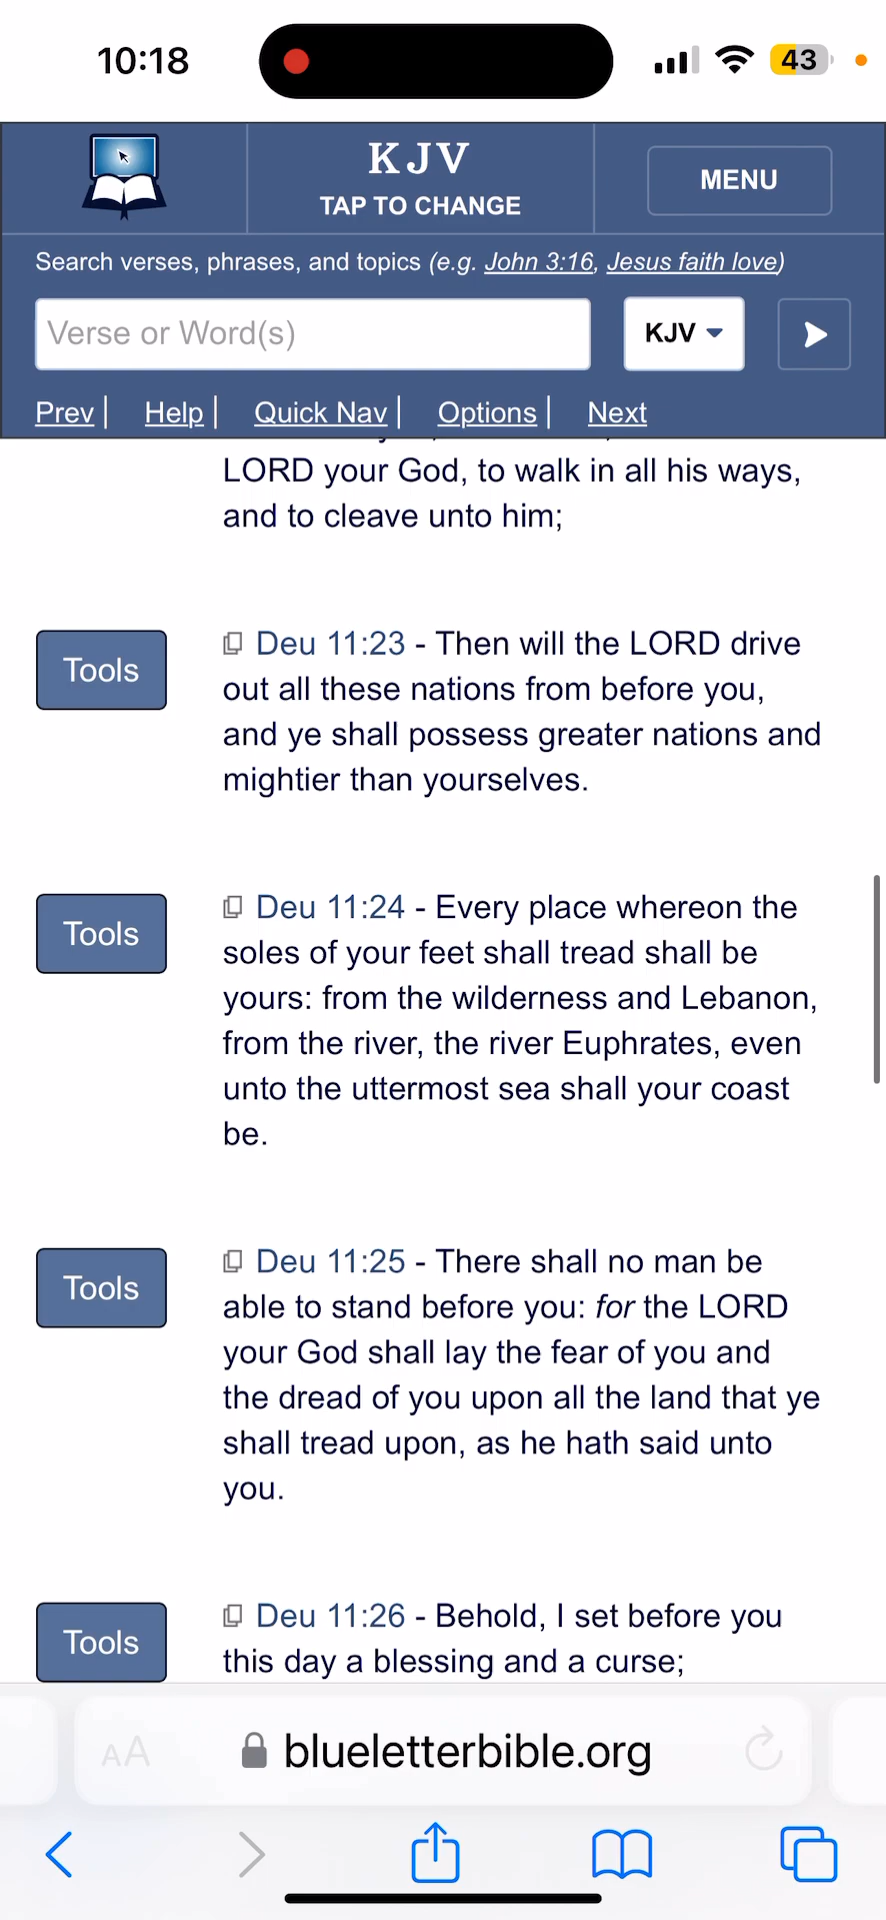 10:18
43
KJV
TAP TO CHANGE
MENU
Search verses, phrases, and topics (e.g. John 3:16, Jesus faith love)
Verse or Word(s)
KJV
Prev | Help | Quick Nav | Options | Next
LORD your God, to walk in all his ways,
and to cleave unto him;
Tools
Deu 11:23 - Then will the LORD drive
out all these nations from before you,
and ye shall possess greater nations and
mightier than yourselves.
Tools
Deu 11:24 - Every place whereon the
soles of your feet shall tread shall be
yours: from the wilderness and Lebanon,
from the river, the river Euphrates, even
unto the uttermost sea shall your coast
be.
Tools
Deu 11:25 - There shall no man be
able to stand before you: for the LORD
your God shall lay the fear of you and
the dread of you upon all the land that ye
shall tread upon, as he hath said unto
you.
Tools
Deu 11:26 - Behold, I set before you
this day a blessing and a curse;
AA
blueletterbible.org